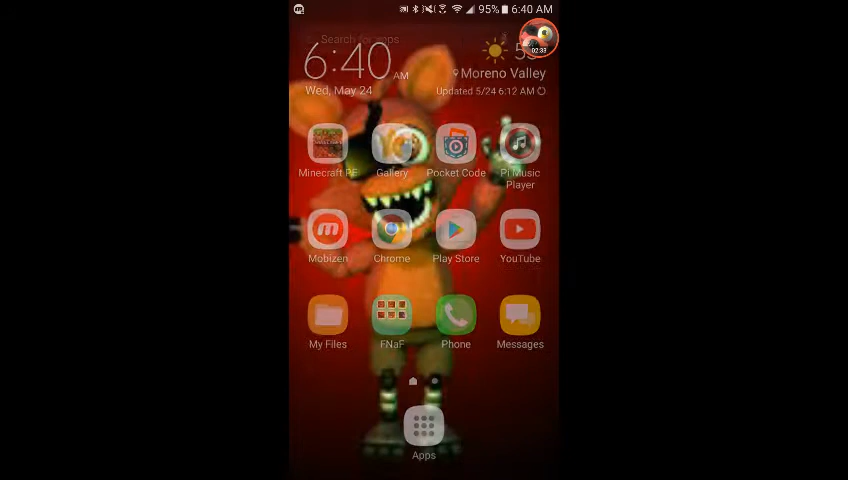 95% 6:40 AM
Search for apps
02:33
6:40 AM
Moreno Valley
Wed, May 24
Updated 5/24 6:12 AM
Minecraft PE
Gallery
Pocket Code
Pi Music
Player
Mobizen
Chrome
Play Store
YouTube
My Files
FNaF
Phone
Messages
Apps